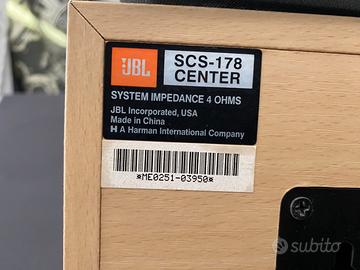 JBL
SCS-178
CENTER
SYSTEM IMPEDANCE 4 OHMS
JBL Incorporated, USA
Made in China
H A Harman International Company
*ME0251-03950*
subito